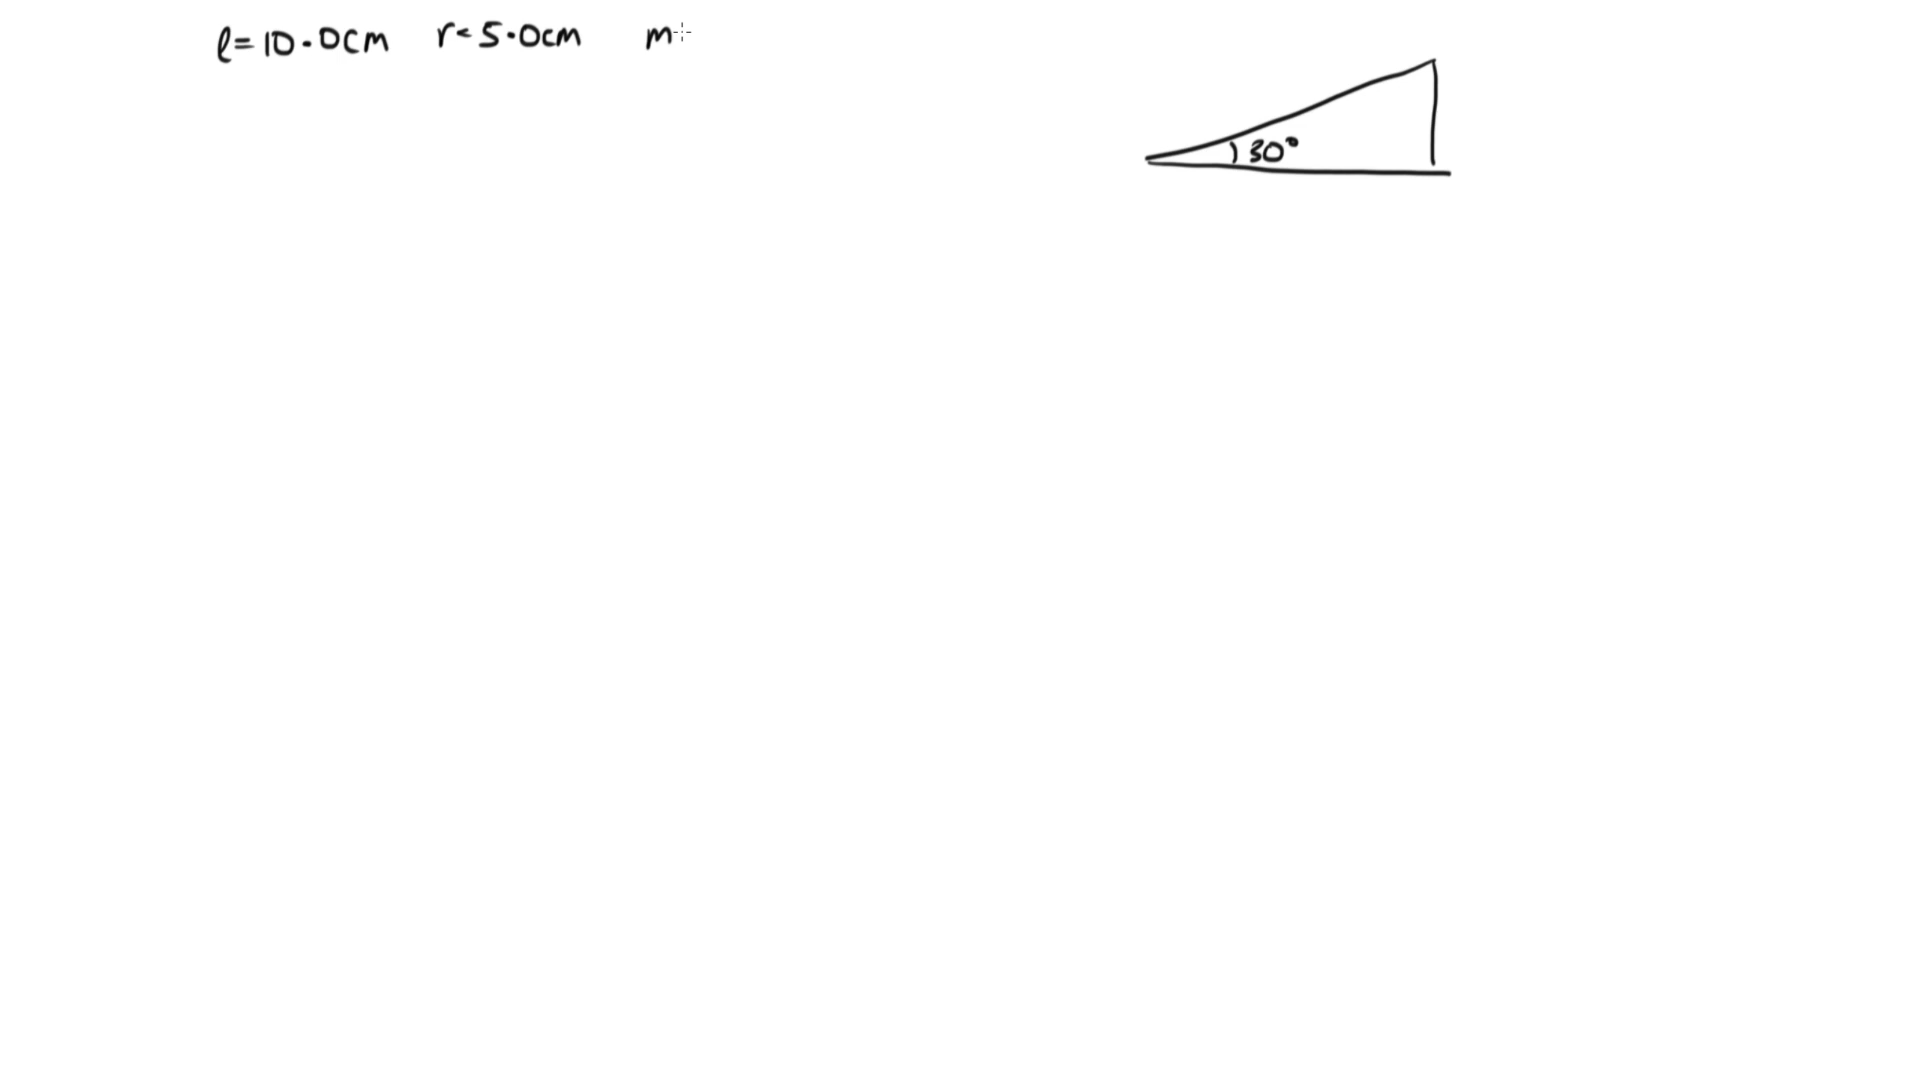 l = 10.0cm r = 5.0cm m
30°